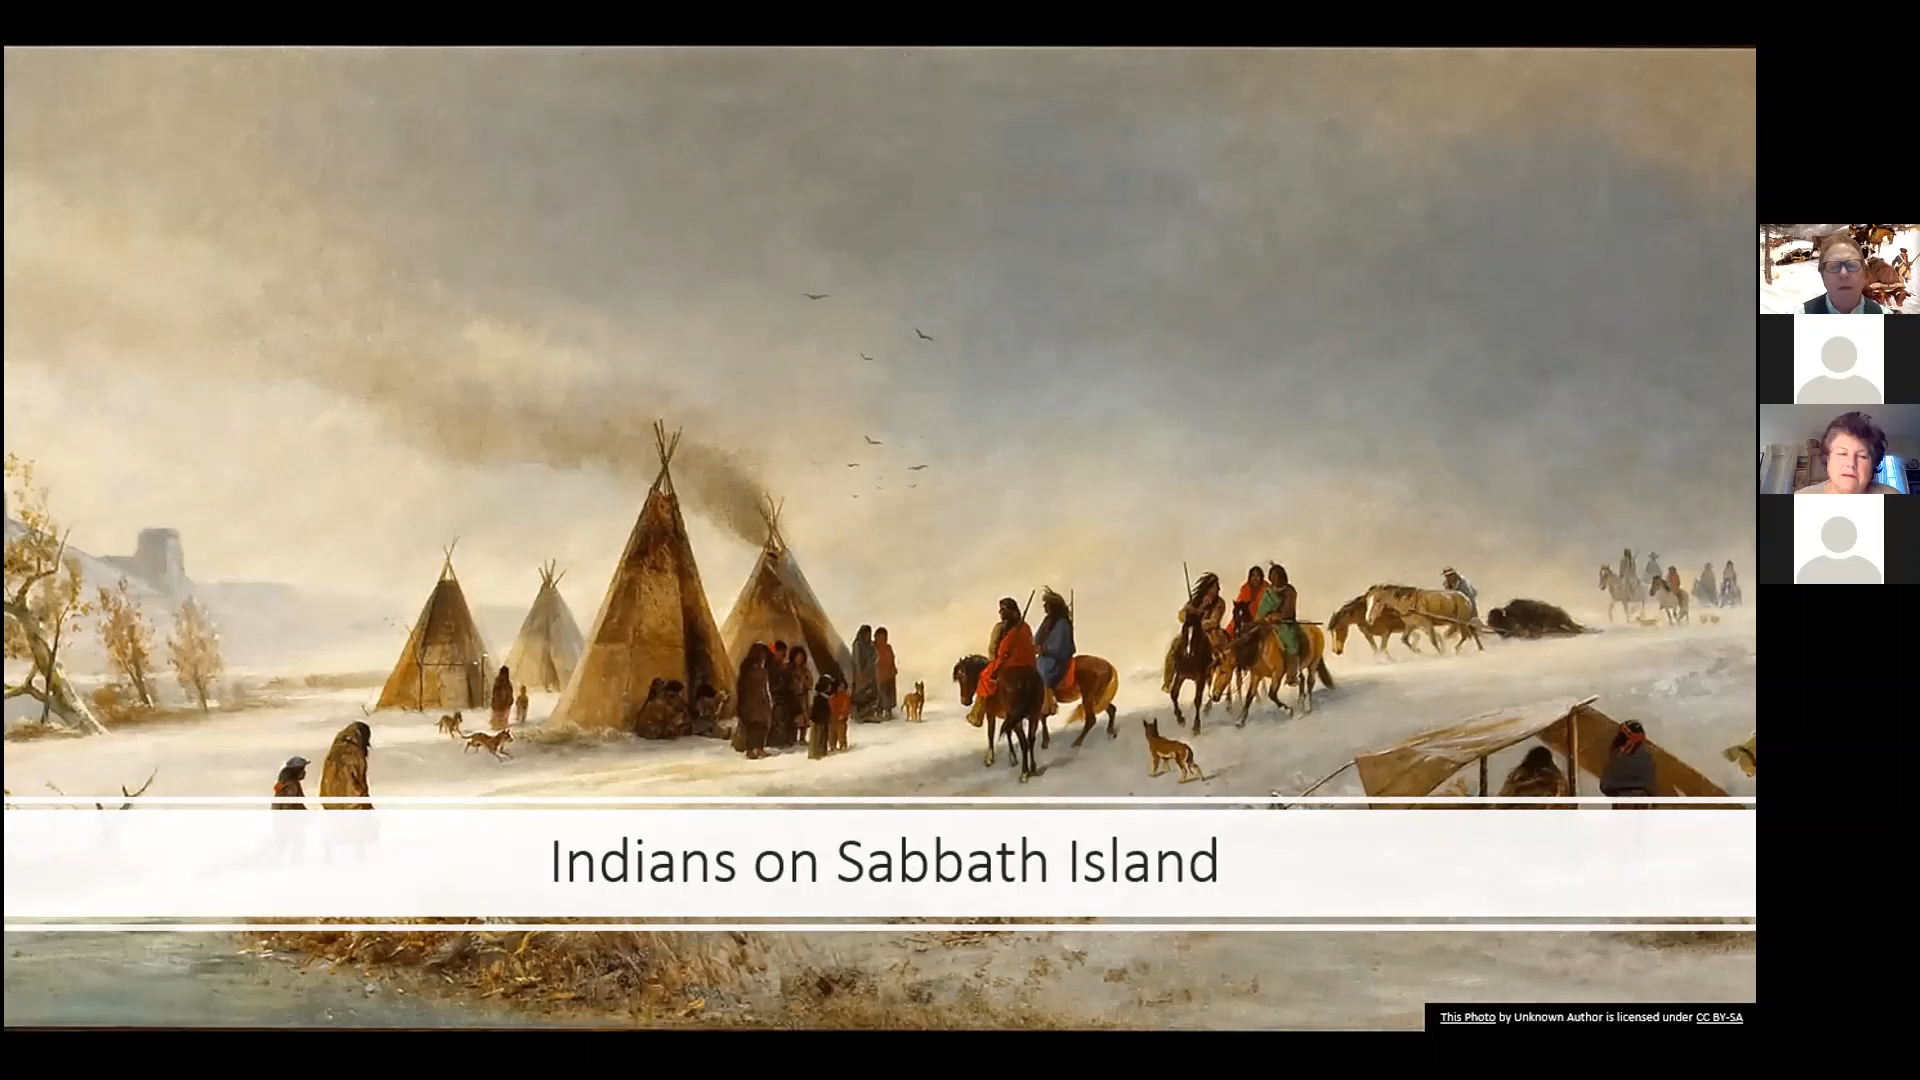 Indians on Sabbath Island
This Photo by Unknown Author is licensed under CC BY-SA